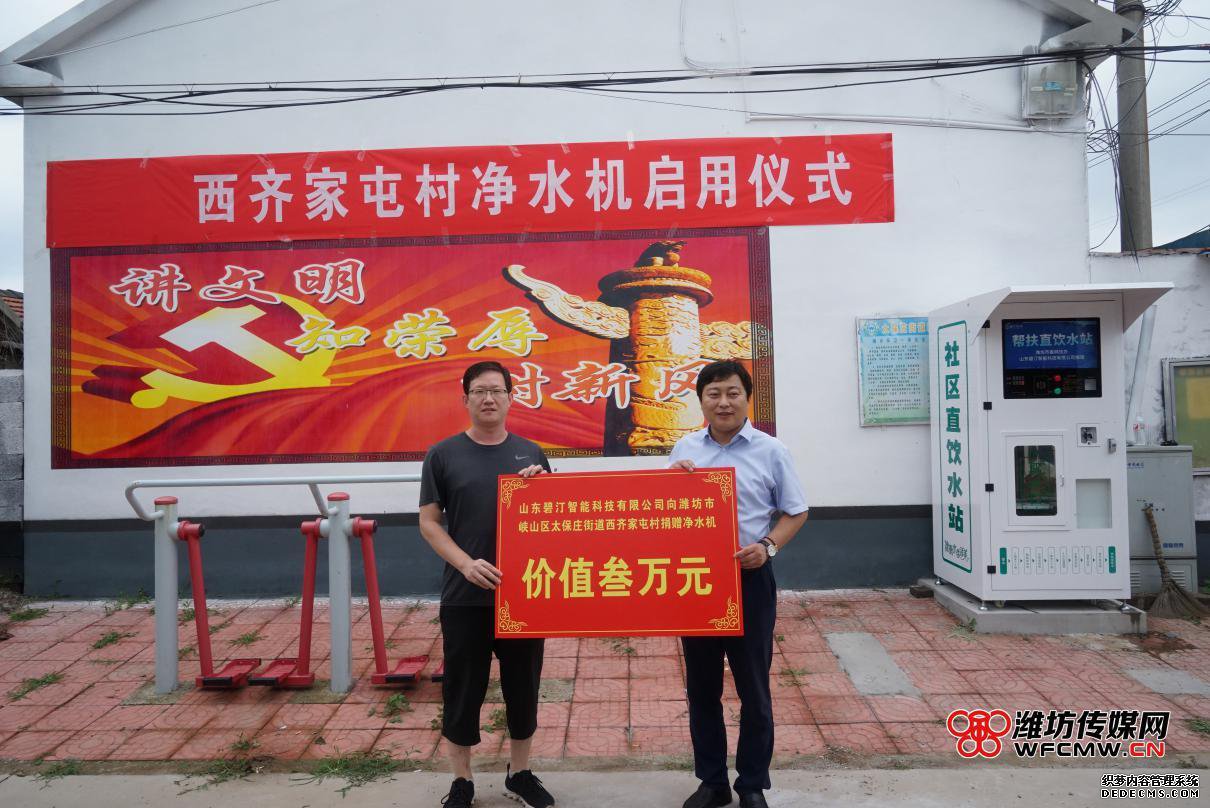 西齐家屯村净水机启用仪式
讲文明
知荣辱
树新风
帮扶直饮水站
社区直饮水站
山东碧汀智能科技有限公司向潍坊市
峡山区太保庄街道西齐家屯村捐赠净水机
价值叁万元
潍坊传媒网
WFCMW.CN
织梦内容管理系统
DEDECMS.COM